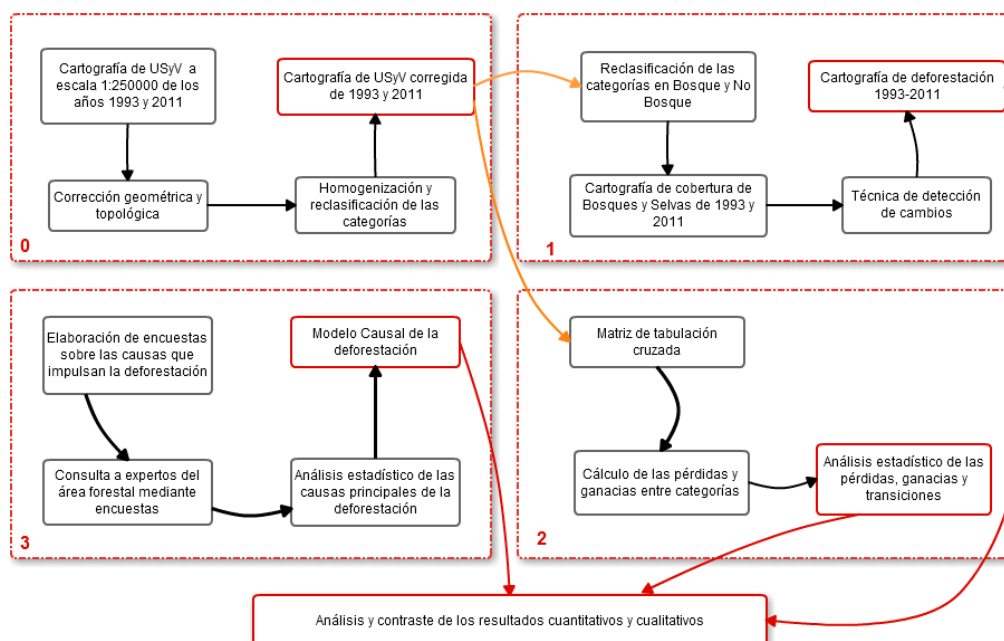 Cartografía de USyV a
escala 1:250000 de los
años 1993 y 2011
Corrección geométrica y
topológica
Homogenización y
reclasificación de las
categorías
Cartografía de USyV corregida
de 1993 y 2011
0
Reclasificación de las
categorías en Bosque y No
Bosque
Cartografía de cobertura de
Bosques y Selvas de 1993 y
2011
Técnica de detección
de cambios
Cartografía de deforestación
1993-2011
1
Elaboración de encuestas
sobre las causas que
impulsan la deforestación
Consulta a expertos del
área forestal mediante
encuestas
Análisis estadístico de las
causas principales de la
deforestación
Modelo Causal de la
deforestación
3
Matriz de tabulación
cruzada
Cálculo de las pérdidas y
ganacias entre categorías
Análisis estadístico de las
pérdidas, ganacias y
transiciones
2
Análisis y contraste de los resultados cuantitativos y cualitativos